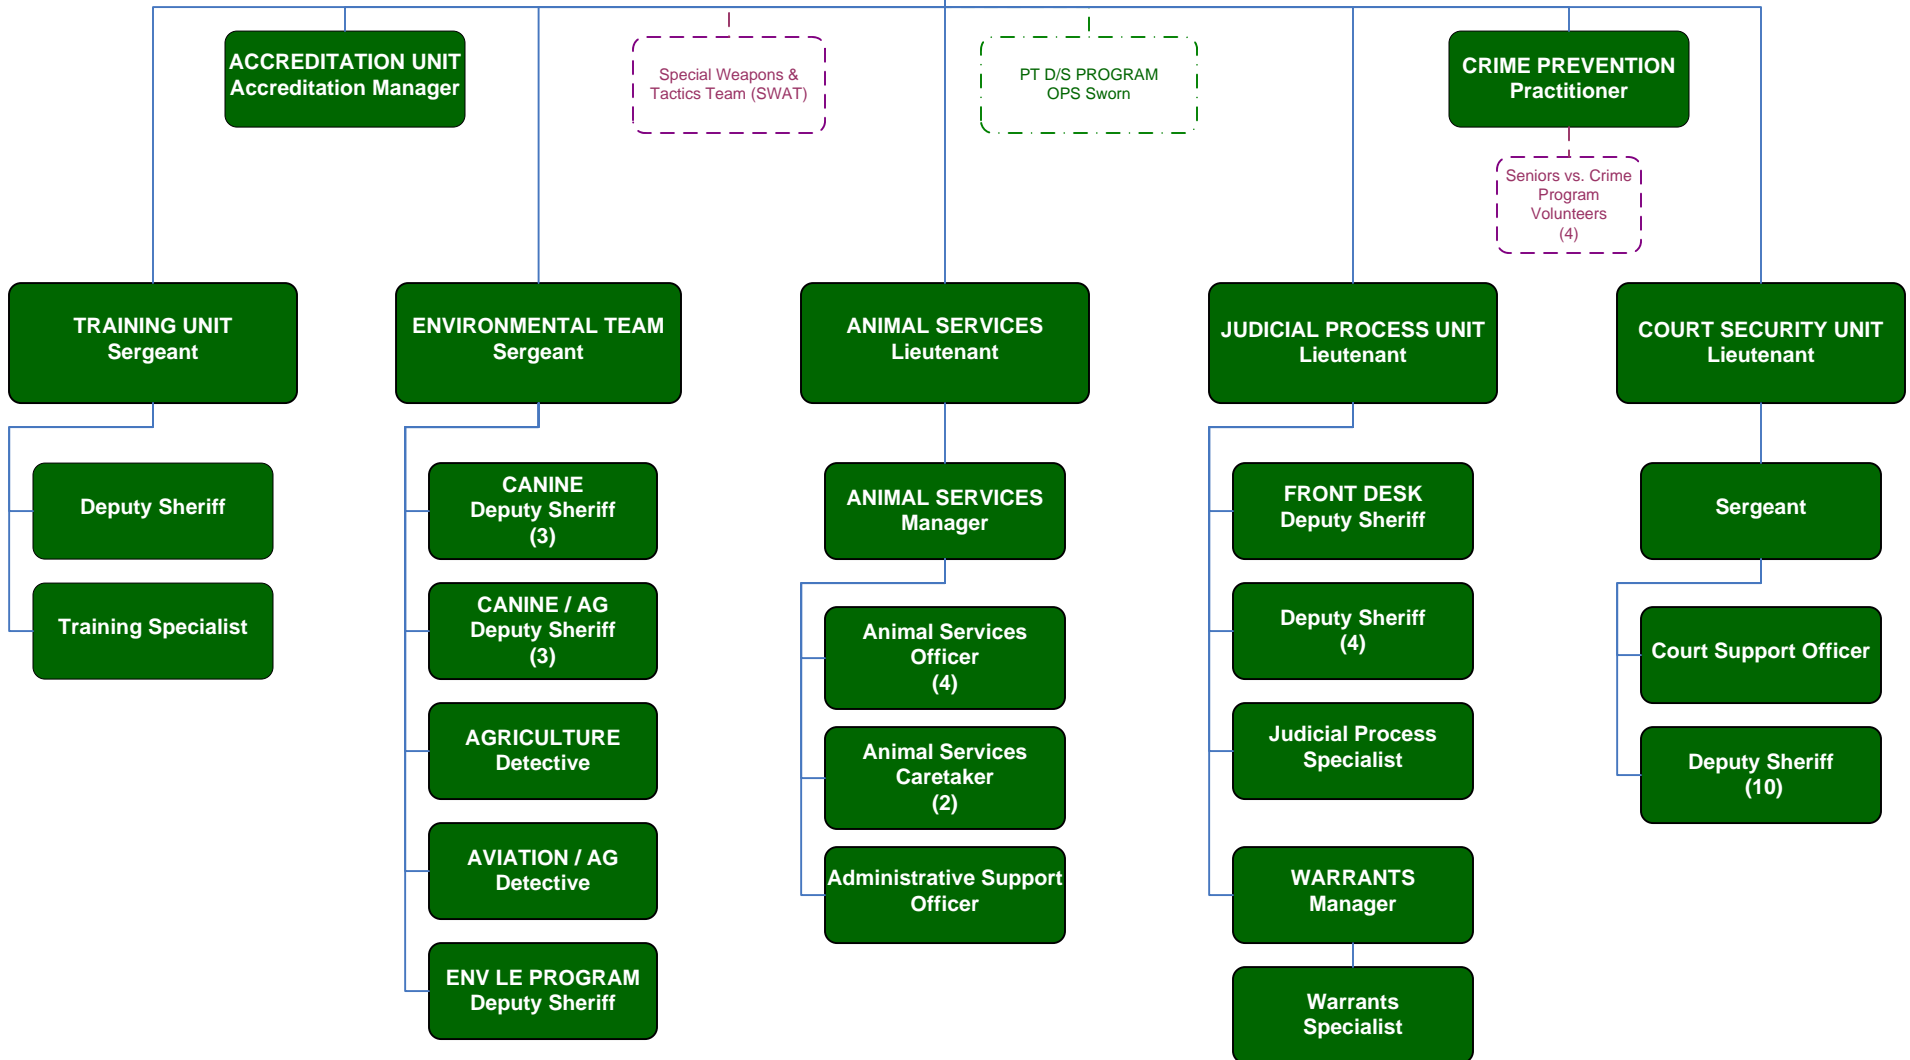 ACCREDITATION UNIT
Accreditation Manager
Special Weapons &
Tactics Team (SWAT)
PT D/S PROGRAM
OPS Sworn
CRIME PREVENTION
Practitioner
Seniors vs. Crime
Program
Volunteers
(4)
TRAINING UNIT
Sergeant
ENVIRONMENTAL TEAM
Sergeant
ANIMAL SERVICES
Lieutenant
JUDICIAL PROCESS UNIT
Lieutenant
COURT SECURITY UNIT
Lieutenant
Deputy Sheriff
Training Specialist
CANINE
Deputy Sheriff
(3)
CANINE / AG
Deputy Sheriff
(3)
AGRICULTURE
Detective
AVIATION / AG
Detective
ENV LE PROGRAM
Deputy Sheriff
ANIMAL SERVICES
Manager
Animal Services
Officer
(4)
Animal Services
Caretaker
(2)
Administrative Support
Officer
FRONT DESK
Deputy Sheriff
Deputy Sheriff
(4)
Judicial Process
Specialist
WARRANTS
Manager
Warrants
Specialist
Sergeant
Court Support Officer
Deputy Sheriff
(10)